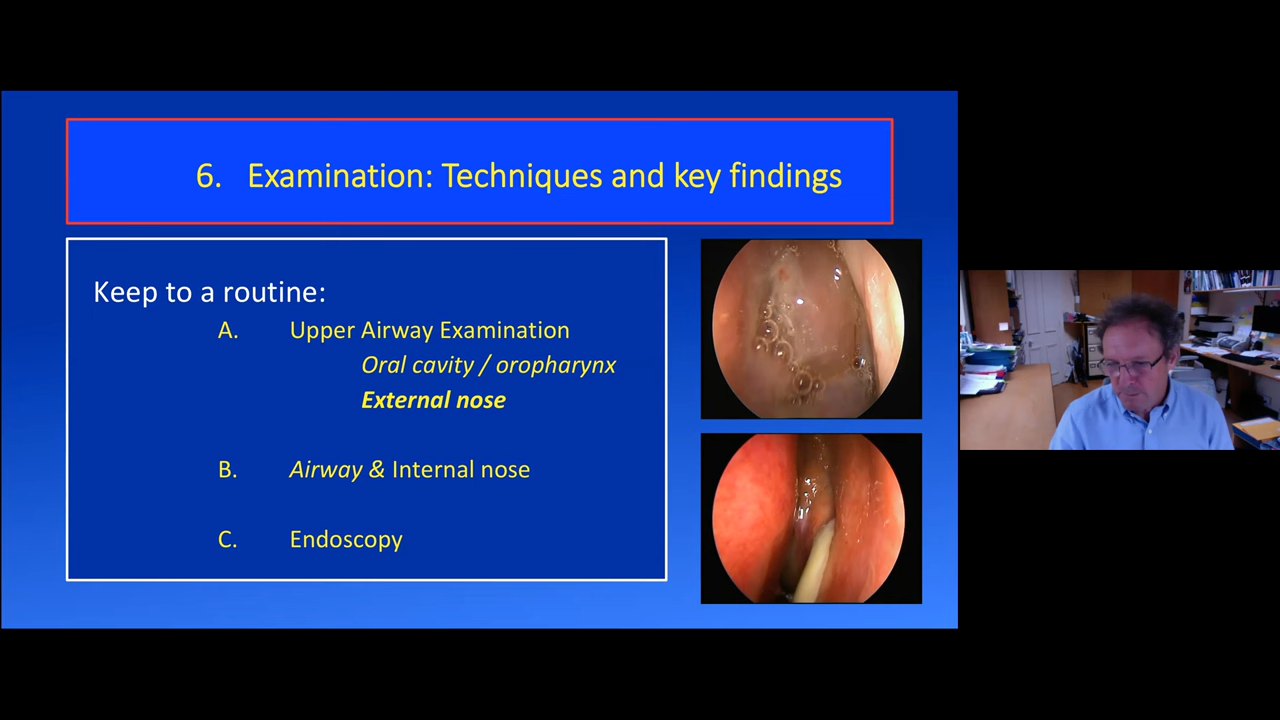 6. Examination: Techniques and key findings
Keep to a routine:
A. Upper Airway Examination
Oral cavity / oropharynx
External nose
B. Airway & Internal nose
C. Endoscopy